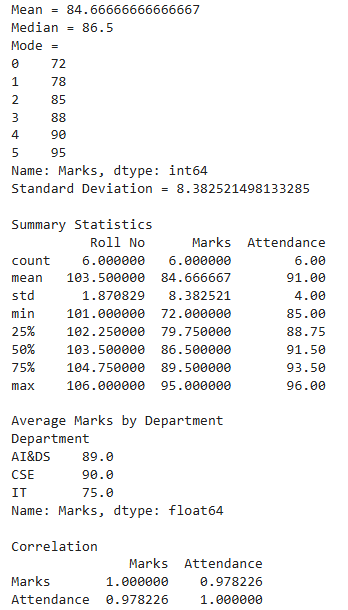 Mean = 84.66666666666667
Median = 86.5
Mode =
0    72
1    78
2    85
3    88
4    90
5    95
Name: Marks, dtype: int64
Standard Deviation = 8.382521498133285

Summary Statistics
          Roll No      Marks  Attendance
count    6.000000   6.000000        6.00
mean   103.500000  84.666667       91.00
std      1.870829   8.382521        4.00
min    101.000000  72.000000       85.00
25%    102.250000  79.750000       88.75
50%    103.500000  86.500000       91.50
75%    104.750000  89.500000       93.50
max    106.000000  95.000000       96.00

Average Marks by Department
Department
AI&DS    89.0
CSE      90.0
IT       75.0
Name: Marks, dtype: float64

Correlation
               Marks  Attendance
Marks       1.000000    0.978226
Attendance  0.978226    1.000000